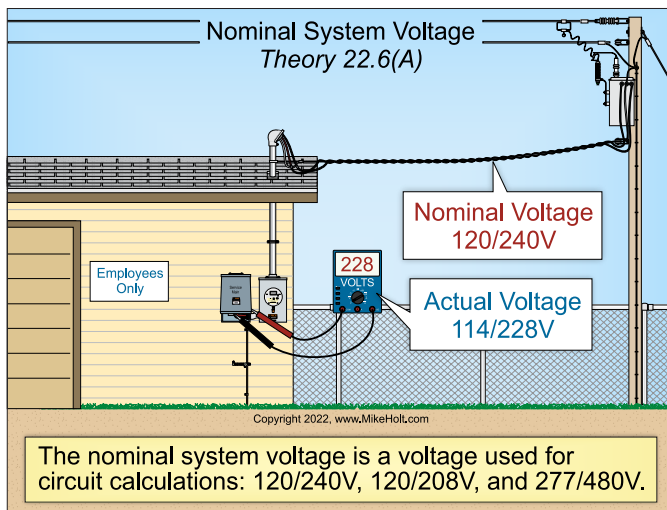 Nominal System Voltage
Theory 22.6(A)
Nominal Voltage
120/240V
Employees
Only
228
VOLTS
Actual Voltage
114/228V
Copyright 2022, www.MikeHolt.com
The nominal system voltage is a voltage used for
circuit calculations: 120/240V, 120/208V, and 277/480V.